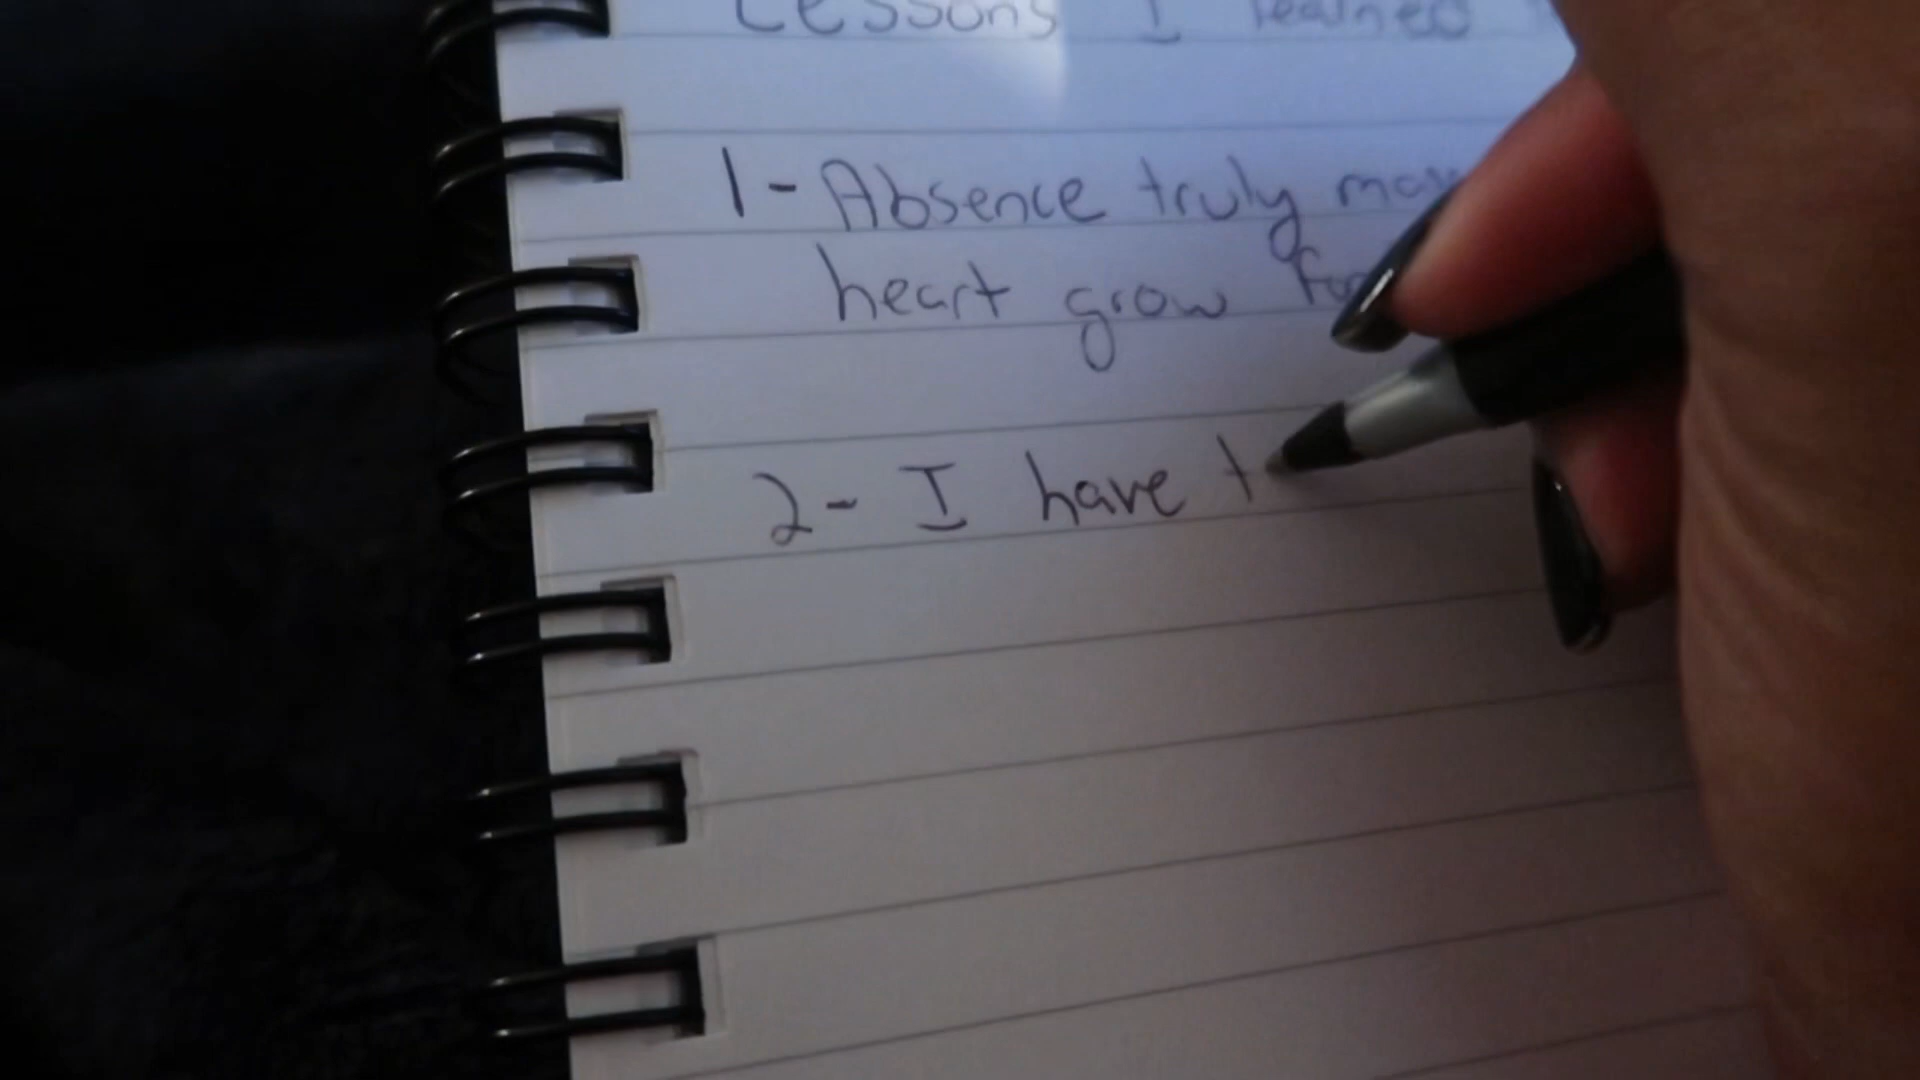 Lessons I learned
1- Absence truly
heart grow
2- I have t